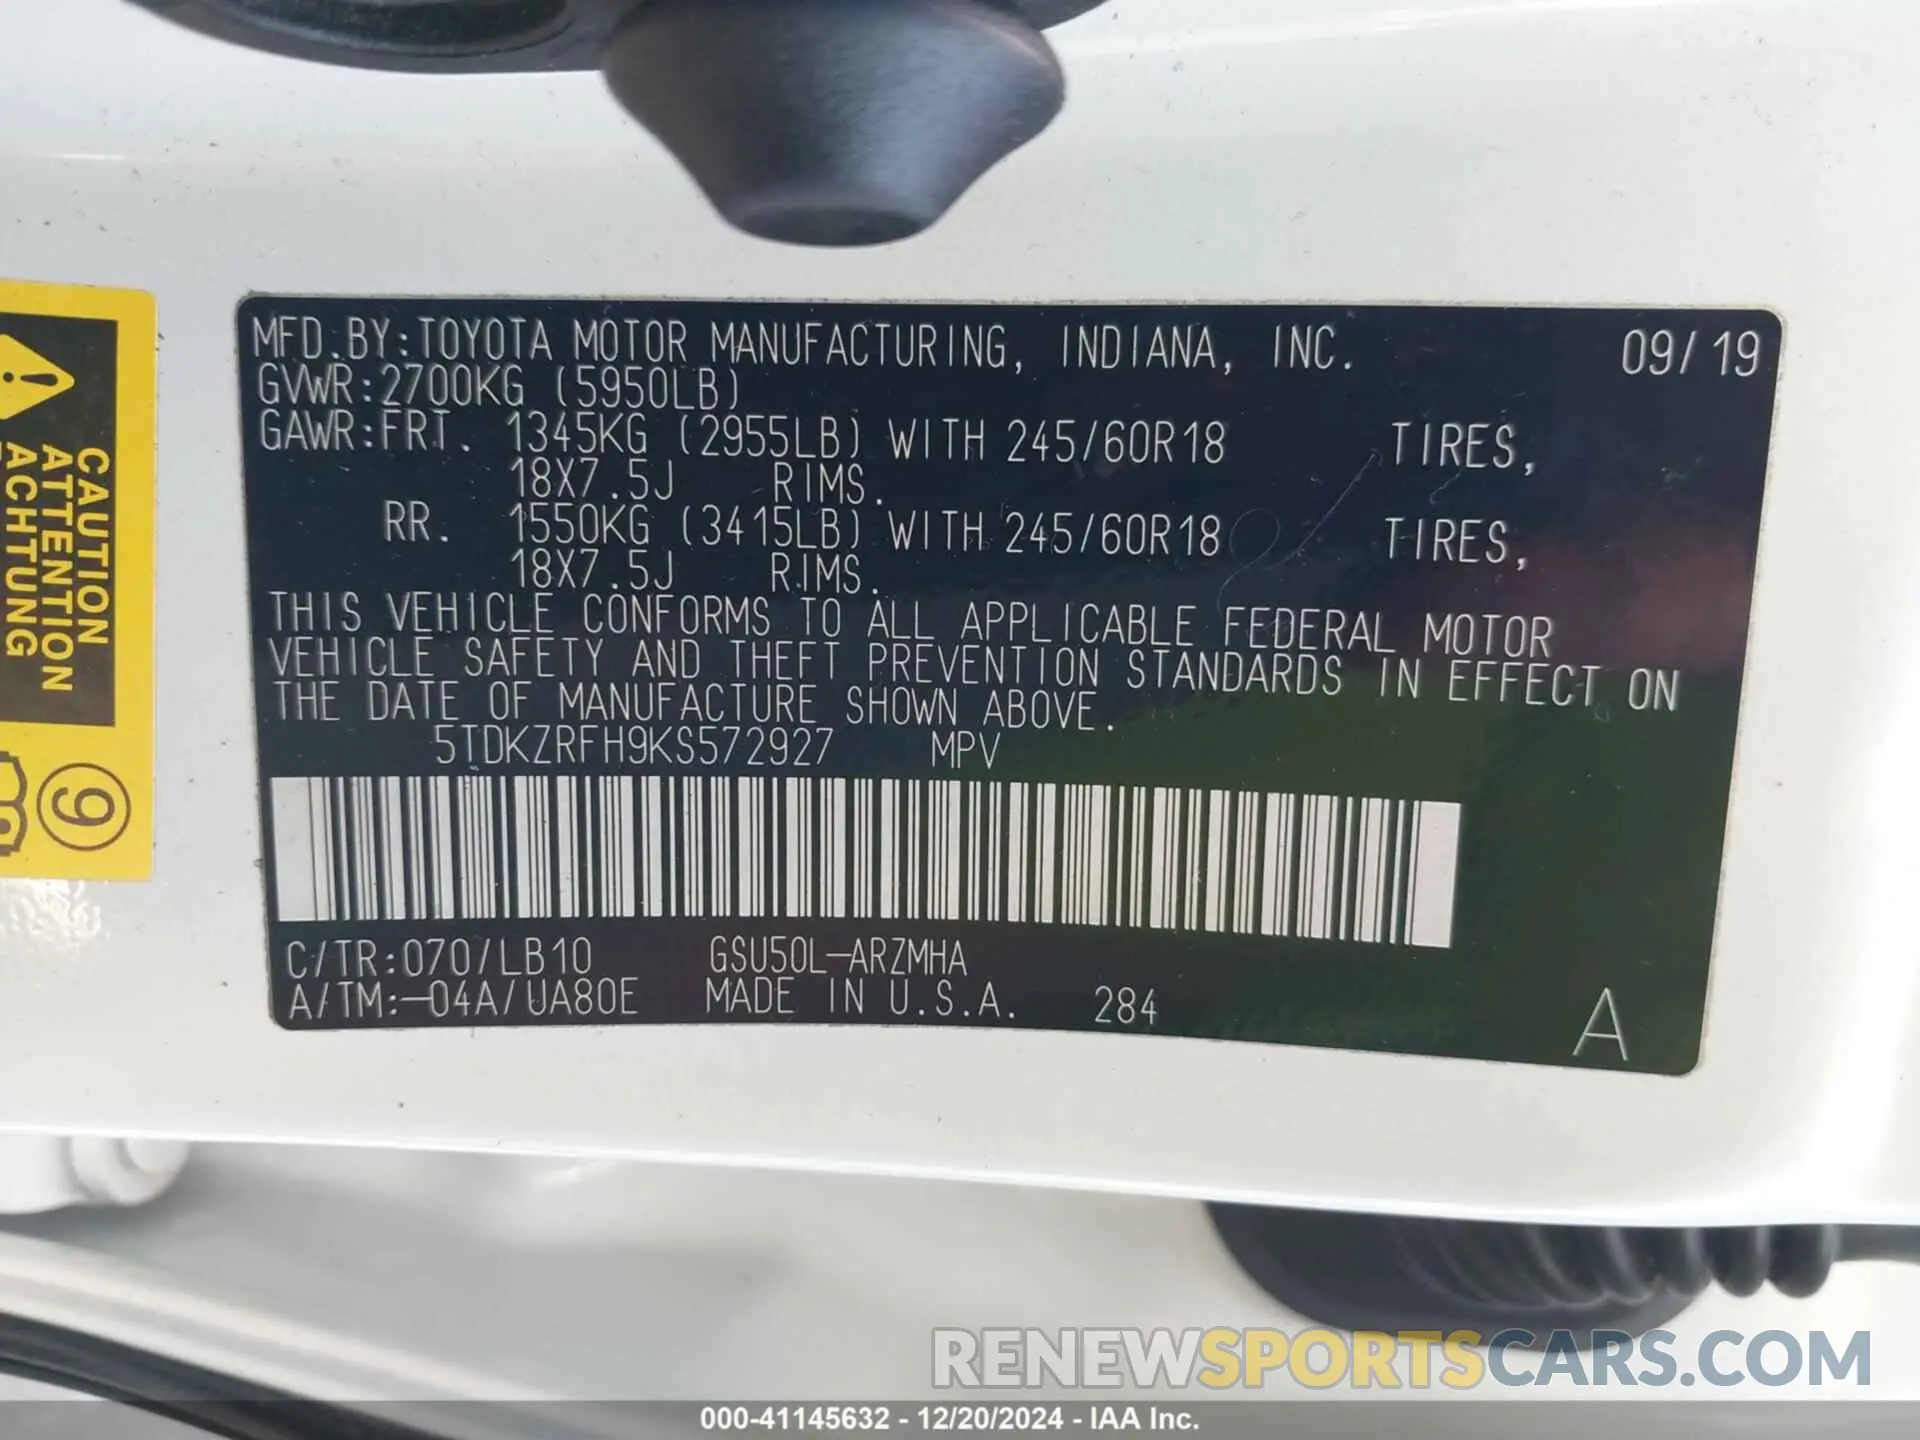 MFD.BY:TOYOTA MOTOR MANUFACTURING, INDIANA, INC. 09/19
GVWR:2700KG (5950LB)
GAWR:FRT. 1345KG (2955LB) WITH 245/60R18 TIRES,
18X7.5J RIMS.
RR. 1550KG (3415LB) WITH 245/60R18 TIRES,
18X7.5J RIMS.
THIS VEHICLE CONFORMS TO ALL APPLICABLE FEDERAL MOTOR
VEHICLE SAFETY AND THEFT PREVENTION STANDARDS IN EFFECT ON
THE DATE OF MANUFACTURE SHOWN ABOVE.
5TDKZRFH9KS572927 MPV
C/TR:070/LB10 GSU50L-ARZMHA
A/TM:-04A/UA80E MADE IN U.S.A. 284 A
CAUTION
ATTENTION
ACHTUNG
9
RENEWSPORTSCARS.COM
000-41145632 - 12/20/2024 - IAA Inc.